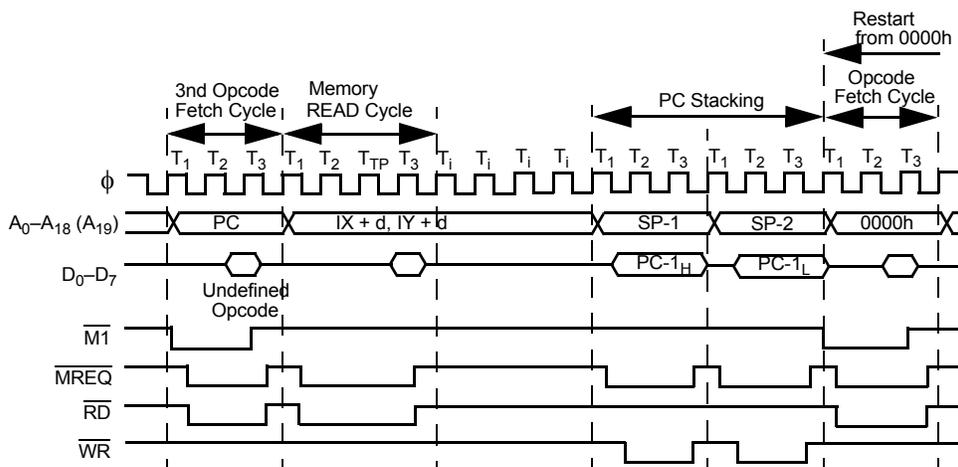 Restart
from 0000h
3nd Opcode
Fetch Cycle
Memory
READ Cycle
PC Stacking
Opcode
Fetch Cycle
T1 T2 T3 T1 T2 TTP T3 Ti Ti Ti Ti T1 T2 T3 T1 T2 T3 T1 T2 T3
ϕ
A0–A18 (A19) PC IX + d, IY + d SP-1 SP-2 0000h
D0–D7 PC-1H PC-1L
Undefined
Opcode
M1
MREQ
RD
WR